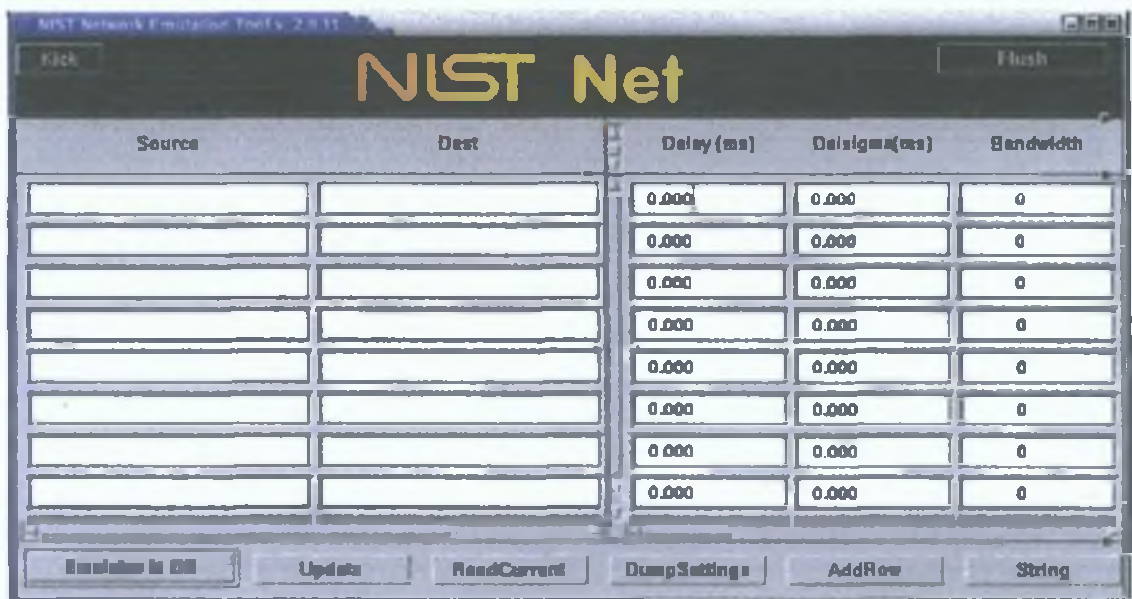 NIST Network Emulation Tool v. 2.0.11
Kick
NIST Net
Flush
Source Dest Delay (ms) Delsigma(ms) Bandwidth
0.000 0.000 0
0.000 0.000 0
0.000 0.000 0
0.000 0.000 0
0.000 0.000 0
0.000 0.000 0
0.000 0.000 0
0.000 0.000 0
Emulator is Off Update ReadCurrent DumpSettings AddRow String